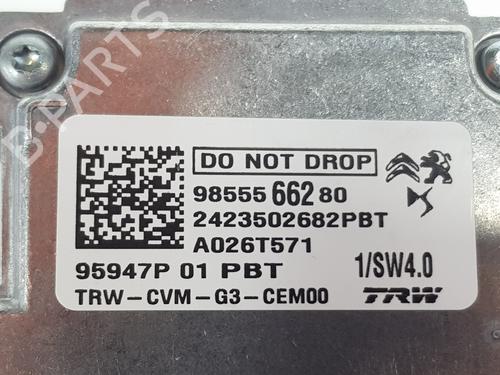 B-PARTS
DO NOT DROP
98555 662 80
2423502682PBT
A026T571
95947P 01 PBT 1/SW4.0
TRW-CVM-G3-CEM00 TRW